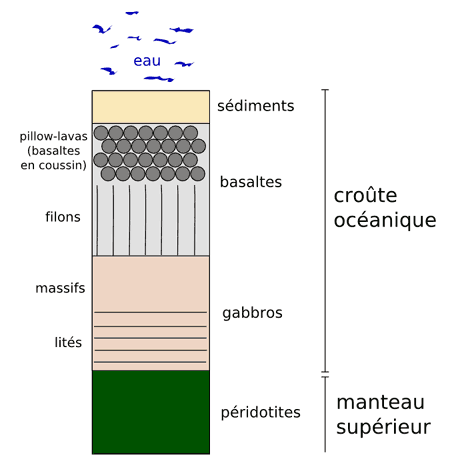 eau
sédiments
pillow-lavas
(basaltes
en coussin)
basaltes
filons
croûte
océanique
massifs
gabbros
lités
péridotites
manteau
supérieur